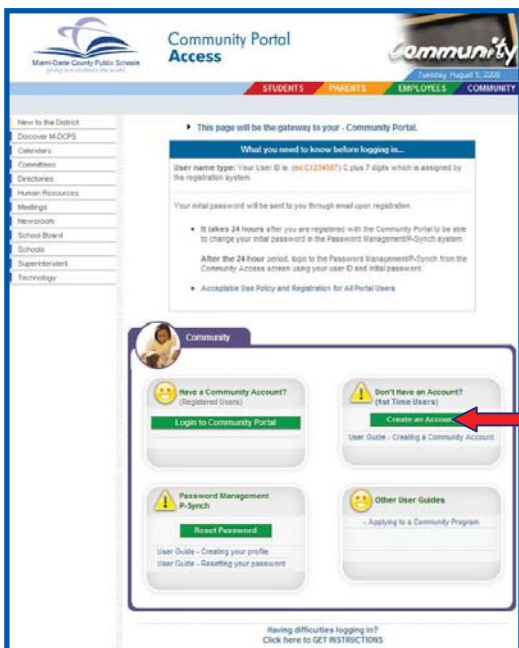 Miami-Dade County Public Schools
giving our students the world
Community Portal
Access
Community
Tuesday, August 5, 2008
STUDENTS PARENTS EMPLOYEES COMMUNITY
New to the District
Discover M-DCPS
Calendars
Committees
Directories
Human Resources
Meetings
Newsroom
School Board
Schools
Superintendent
Technology
This page will be the gateway to your - Community Portal.
What you need to know before logging in...
User name type: Your User ID is: (ex:C1234567) C plus 7 digits which is assigned by
the registration system.
Your initial password will be sent to you through email upon registration.
• It takes 24 hours after you are registered with the Community Portal to be able
to change your initial password in the Password Management/P-Synch system.
After the 24 hour period, login to the Password Management/P-Synch from the
Community Access screen using your user ID and initial password.
• Acceptable Use Policy and Registration for All Portal Users
Community
Have a Community Account?
(Registered Users)
Login to Community Portal
Don't Have an Account?
(1st Time Users)
Create an Account
User Guide - Creating a Community Account
Password Management
P-Synch
Reset Password
User Guide - Creating your profile
User Guide - Resetting your password
Other User Guides
- Applying to a Community Program
Having difficulties logging in?
Click here to GET INSTRUCTIONS